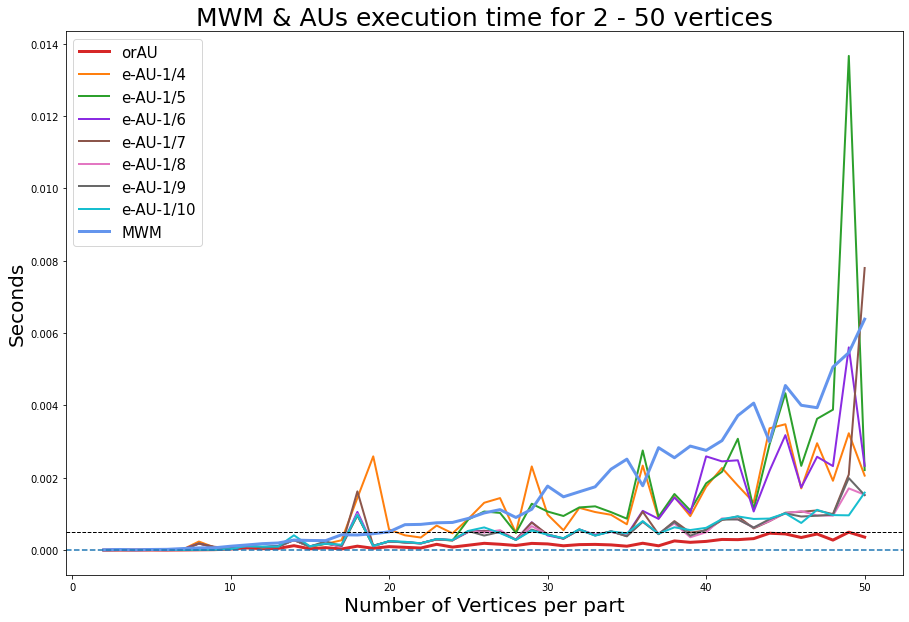 MWM & AUs execution time for 2 - 50 vertices
orAU
e-AU-1/4
e-AU-1/5
e-AU-1/6
e-AU-1/7
e-AU-1/8
e-AU-1/9
e-AU-1/10
MWM
Seconds
0.014
0.012
0.010
0.008
0.006
0.004
0.002
0.000
0 10 20 30 40 50
Number of Vertices per part